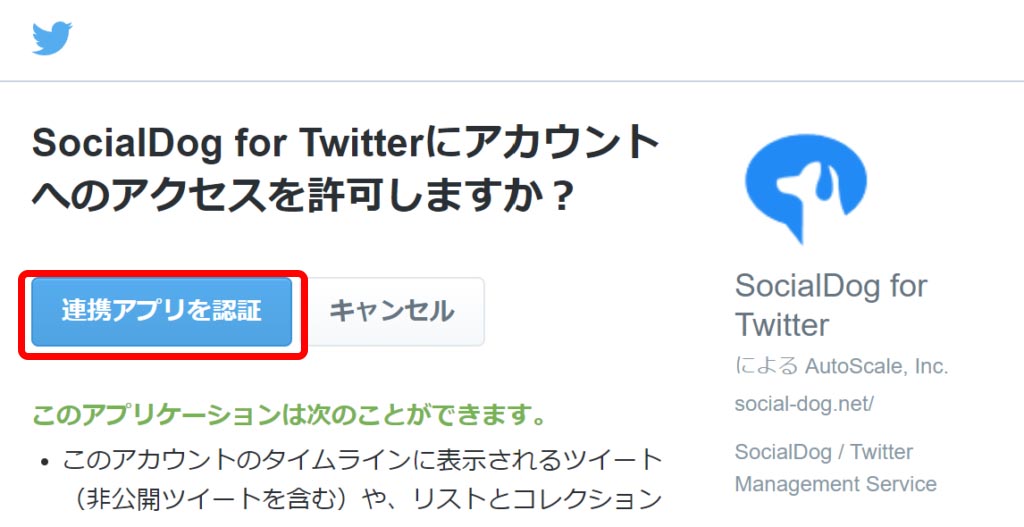 SocialDog for Twitterにアカウント
へのアクセスを許可しますか？
連携アプリを認証
キャンセル
このアプリケーションは次のことができます。
• このアカウントのタイムラインに表示されるツイート
（非公開ツイートを含む）や、リストとコレクション
SocialDog for
Twitter
による AutoScale, Inc.
social-dog.net/
SocialDog / Twitter
Management Service